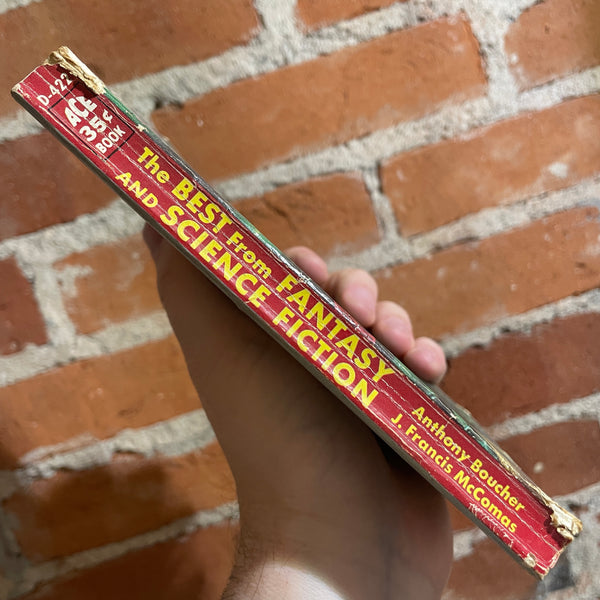 D-422
ACE
35¢
BOOK
The BEST From FANTASY
AND SCIENCE FICTION
Anthony Boucher
J. Francis McComas